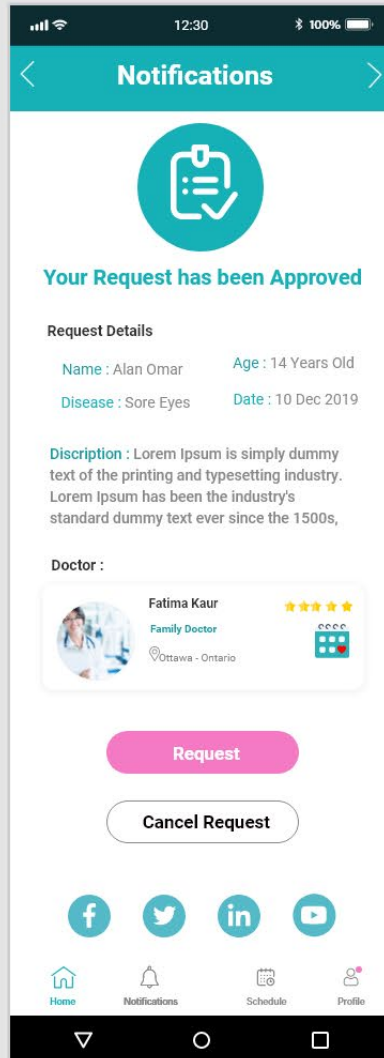 12:30
100%
Notifications
Your Request has been Approved
Request Details
Name : Alan Omar
Age : 14 Years Old
Disease : Sore Eyes
Date : 10 Dec 2019
Discription : Lorem Ipsum is simply dummy
text of the printing and typesetting industry.
Lorem Ipsum has been the industry's
standard dummy text ever since the 1500s,
Doctor :
Fatima Kaur
Family Doctor
Ottawa - Ontario
Request
Cancel Request
f
in
Home
Notifications
Schedule
Profile